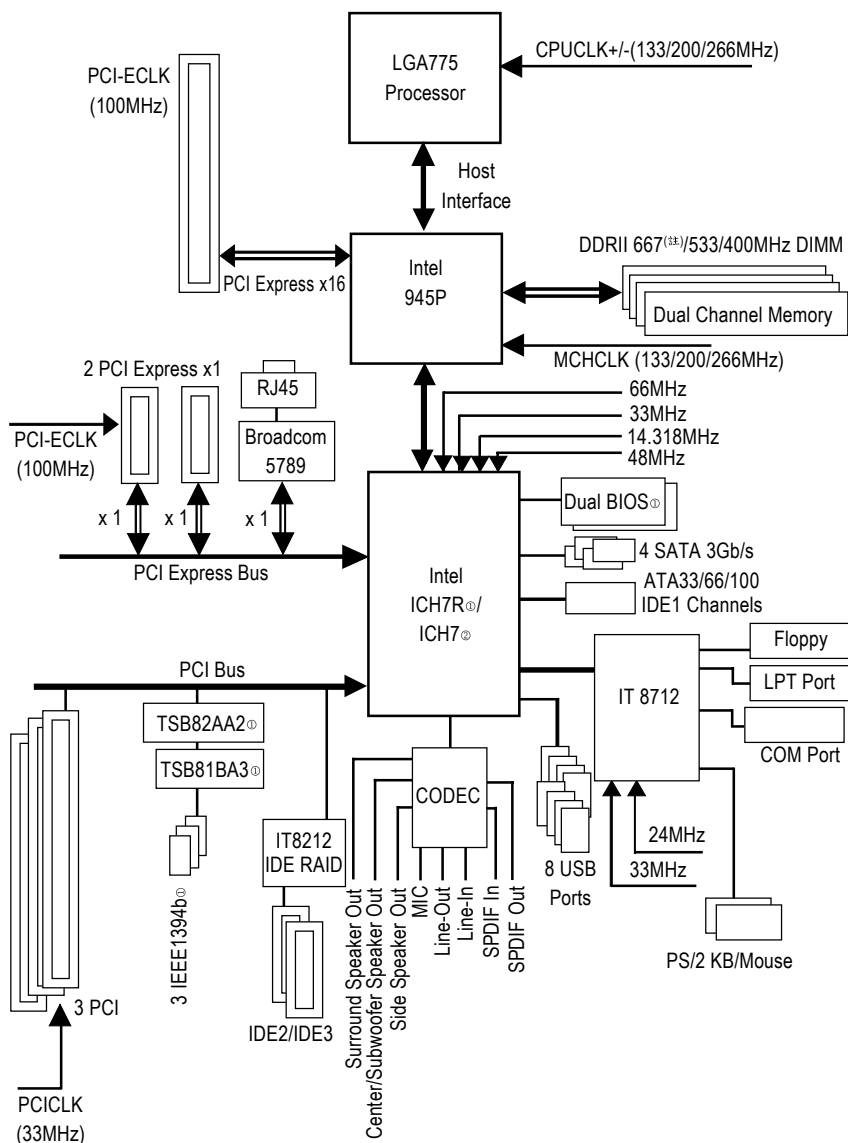 CPUCLK+/-(133/200/266MHz)
LGA775
Processor
PCI-ECLK
(100MHz)
Host
Interface
DDRII 667(註)/533/400MHz DIMM
Intel
945P
PCI Express x16
Dual Channel Memory
MCHCLK (133/200/266MHz)
2 PCI Express x1
RJ45
66MHz
33MHz
14.318MHz
48MHz
PCI-ECLK
(100MHz)
Broadcom
5789
x 1
x 1
x 1
Dual BIOS①
4 SATA 3Gb/s
PCI Express Bus
Intel
ICH7R①/
ICH7②
ATA33/66/100
IDE1 Channels
Floppy
LPT Port
IT 8712
COM Port
PCI Bus
TSB82AA2①
TSB81BA3①
CODEC
IT8212
IDE RAID
24MHz
33MHz
8 USB
Ports
PS/2 KB/Mouse
3 IEEE1394b①
Surround Speaker Out
Center/Subwoofer Speaker Out
Side Speaker Out
MIC
Line-Out
Line-In
SPDIF In
SPDIF Out
3 PCI
IDE2/IDE3
PCICLK
(33MHz)